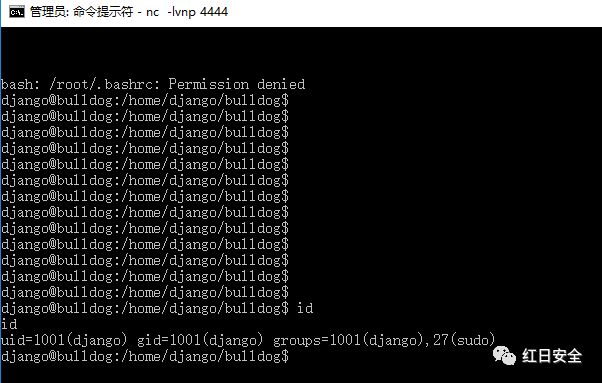 管理员: 命令提示符 - nc  -lvnp 4444
bash: /root/.bashrc: Permission denied
django@bulldog:/home/django/bulldog$
django@bulldog:/home/django/bulldog$
django@bulldog:/home/django/bulldog$
django@bulldog:/home/django/bulldog$
django@bulldog:/home/django/bulldog$
django@bulldog:/home/django/bulldog$
django@bulldog:/home/django/bulldog$
django@bulldog:/home/django/bulldog$
django@bulldog:/home/django/bulldog$
django@bulldog:/home/django/bulldog$
django@bulldog:/home/django/bulldog$
django@bulldog:/home/django/bulldog$
django@bulldog:/home/django/bulldog$
django@bulldog:/home/django/bulldog$ id
id
uid=1001(django) gid=1001(django) groups=1001(django),27(sudo)
django@bulldog:/home/django/bulldog$
红日安全